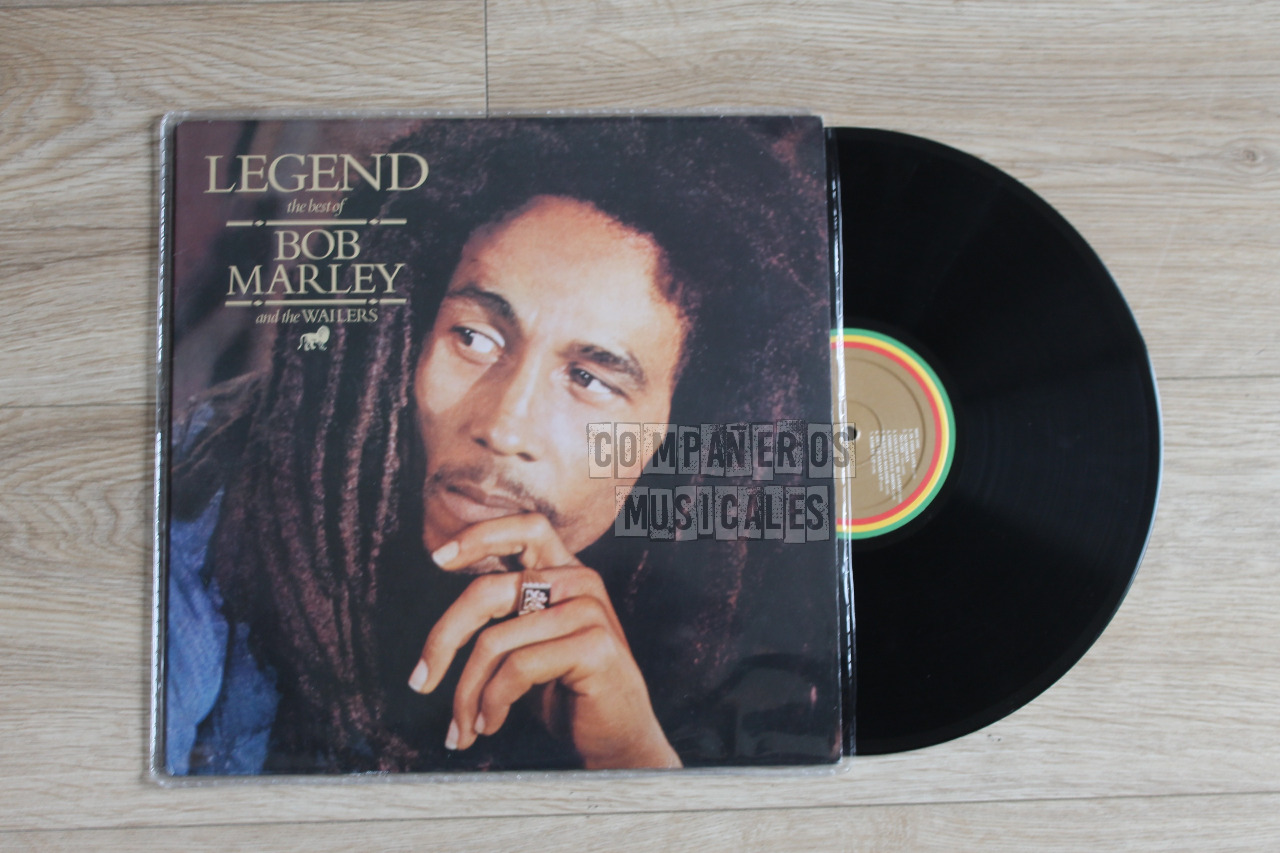 LEGEND
the best of
BOB
MARLEY
and the WAILERS
COMPAÑEROS
MUSICALES